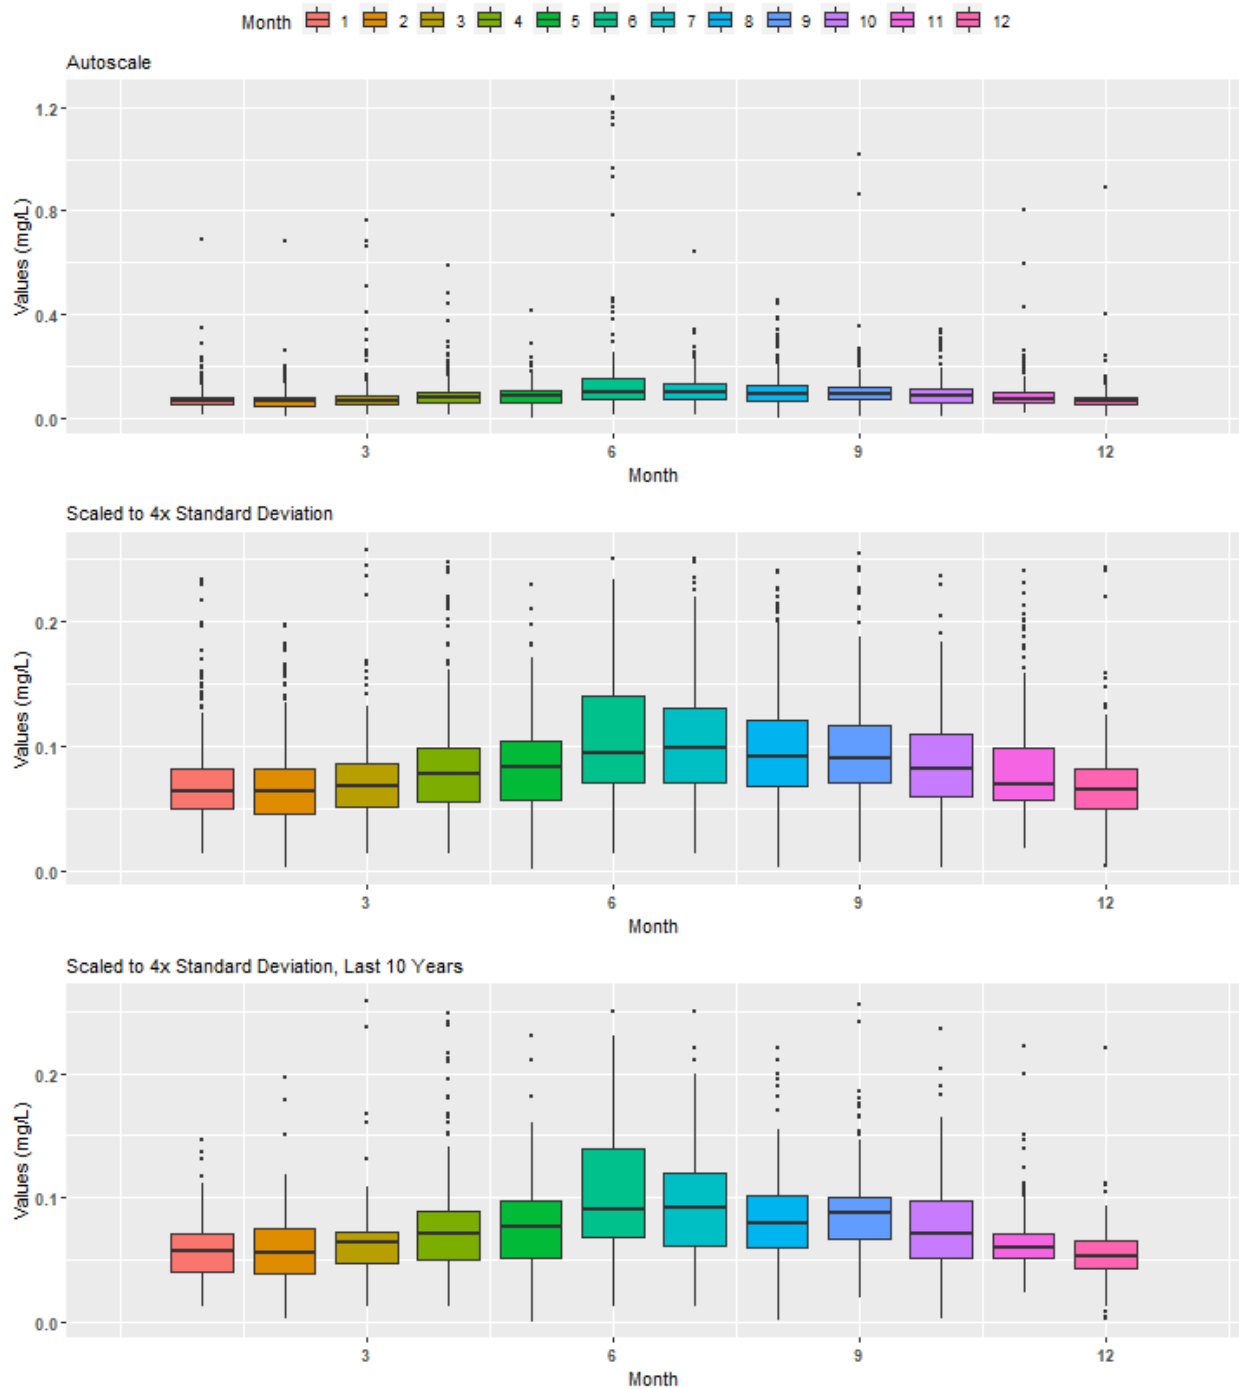 Month 1 2 3 4 5 6 7 8 9 10 11 12
Autoscale
Values (mg/L)
1.2
0.8
0.4
0.0
3 6 9 12
Month
Scaled to 4x Standard Deviation
Values (mg/L)
0.2
0.1
0.0
3 6 9 12
Month
Scaled to 4x Standard Deviation, Last 10 Years
Values (mg/L)
0.2
0.1
0.0
3 6 9 12
Month